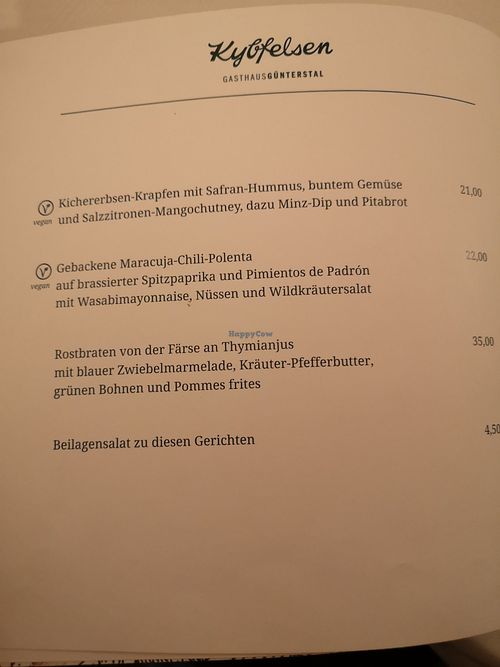 Kybfelsen
GASTHAUSGÜNTERSTAL
Kichererbsen-Krapfen mit Safran-Hummus, buntem Gemüse 21,00
vegan und Salzzitronen-Mangochutney, dazu Minz-Dip und Pitabrot
Gebackene Maracuja-Chili-Polenta 22,00
vegan auf brassierter Spitzpaprika und Pimientos de Padrón
mit Wasabimayonnaise, Nüssen und Wildkräutersalat
HappyCow
Rostbraten von der Färse an Thymianjus 35,00
mit blauer Zwiebelmarmelade, Kräuter-Pfefferbutter,
grünen Bohnen und Pommes frites
Beilagensalat zu diesen Gerichten 4,50